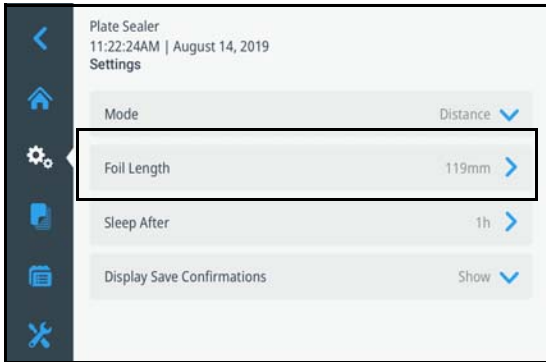 Plate Sealer
11:22:24AM | August 14, 2019
Settings
Mode Distance
Foil Length 119mm
Sleep After 1h
Display Save Confirmations Show